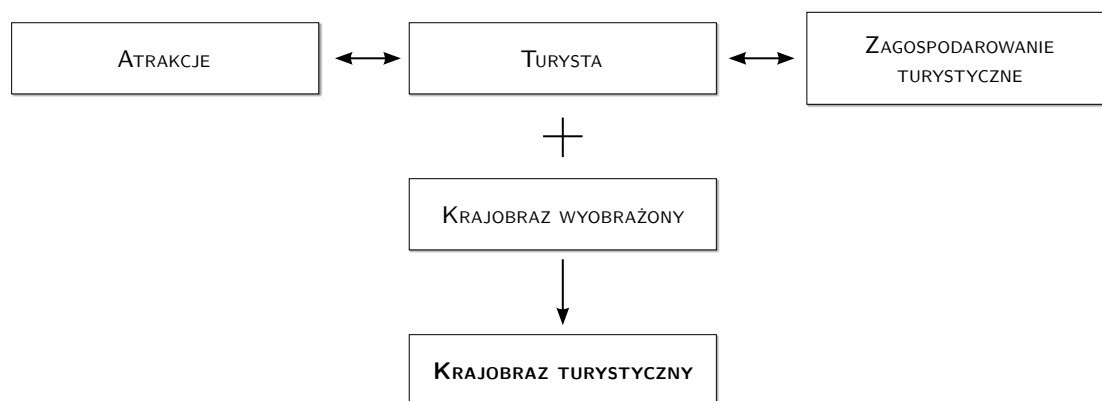 Atrakcje
Turysta
Zagospodarowanie
turystyczne
Krajobraz wyobrażony
Krajobraz turystyczny